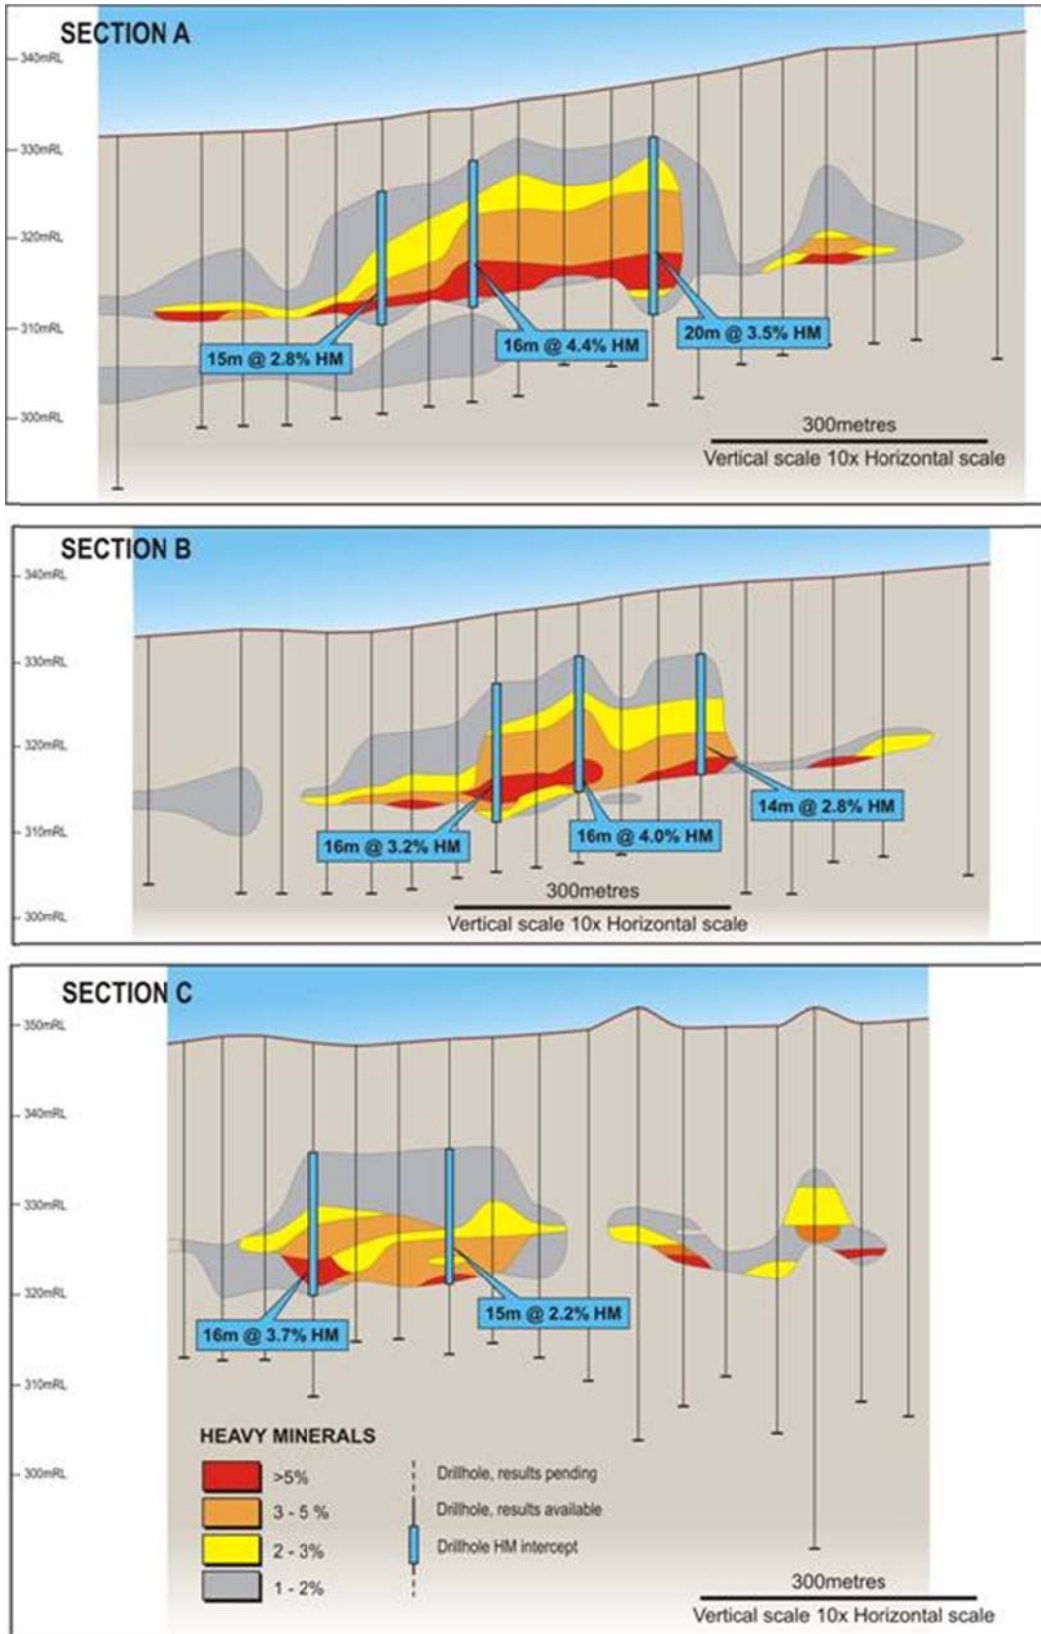 SECTION A
340mRL
330mRL
320mRL
310mRL
300mRL
15m @ 2.8% HM
16m @ 4.4% HM
20m @ 3.5% HM
300metres
Vertical scale 10x Horizontal scale
SECTION B
340mRL
330mRL
320mRL
310mRL
300mRL
16m @ 3.2% HM
16m @ 4.0% HM
14m @ 2.8% HM
300metres
Vertical scale 10x Horizontal scale
SECTION C
350mRL
340mRL
330mRL
320mRL
310mRL
300mRL
16m @ 3.7% HM
15m @ 2.2% HM
HEAVY MINERALS
>5%
3 - 5 %
2 - 3%
1 - 2%
Drillhole, results pending
Drillhole, results available
Drillhole HM intercept
300metres
Vertical scale 10x Horizontal scale